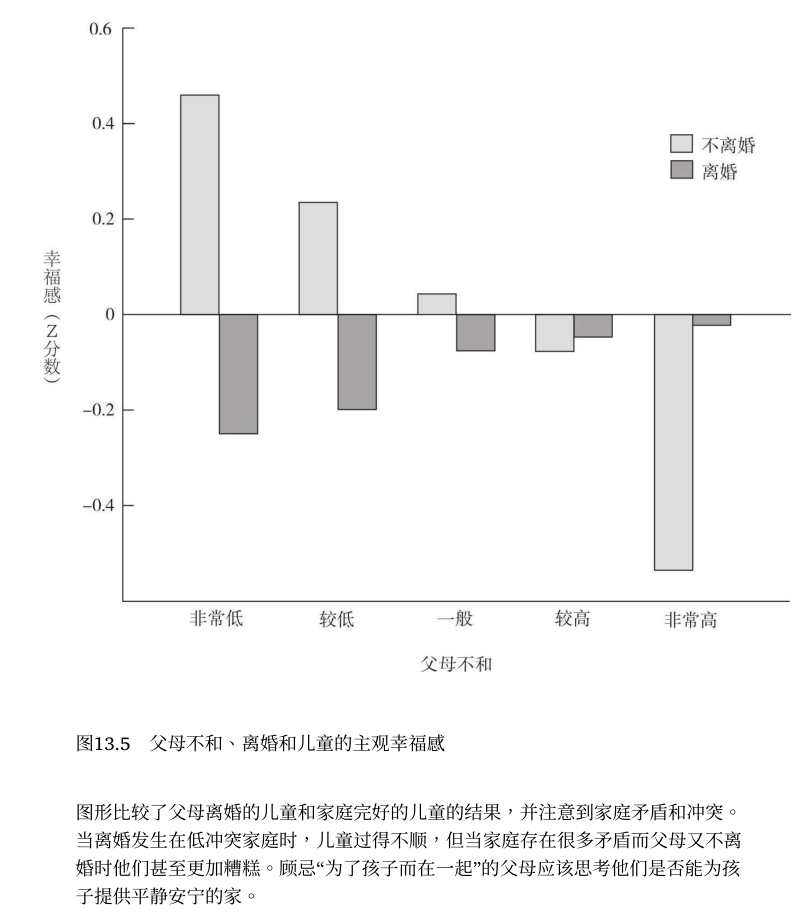 0.6
0.4
0.2
0
–0.2
–0.4
幸福感（Z分数）
不离婚
离婚
非常低 较低 一般 较高 非常高
父母不和
图13.5 父母不和、离婚和儿童的主观幸福感
图形比较了父母离婚的儿童和家庭完好的儿童的结果，并注意到家庭矛盾和冲突。
当离婚发生在低冲突家庭时，儿童过得不顺，但当家庭存在很多矛盾而父母又不离
婚时他们甚至更加糟糕。顾忌“为了孩子而在一起”的父母应该思考他们是否能为孩
子提供平静安宁的家。